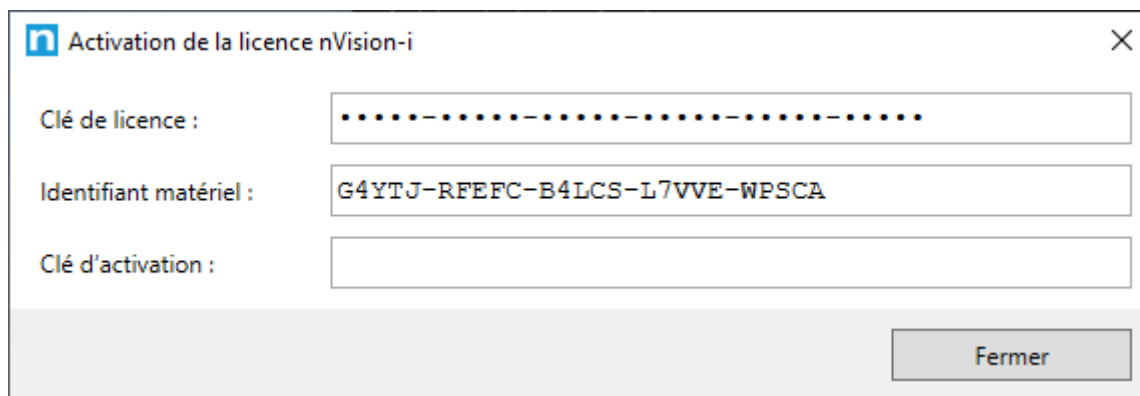 n Activation de la licence nVision-i
Clé de licence : •••••-•••••-•••••-•••••-•••••-•••••
Identifiant matériel : G4YTJ-RFEFC-B4LCS-L7VVE-WPSCA
Clé d'activation :
Fermer